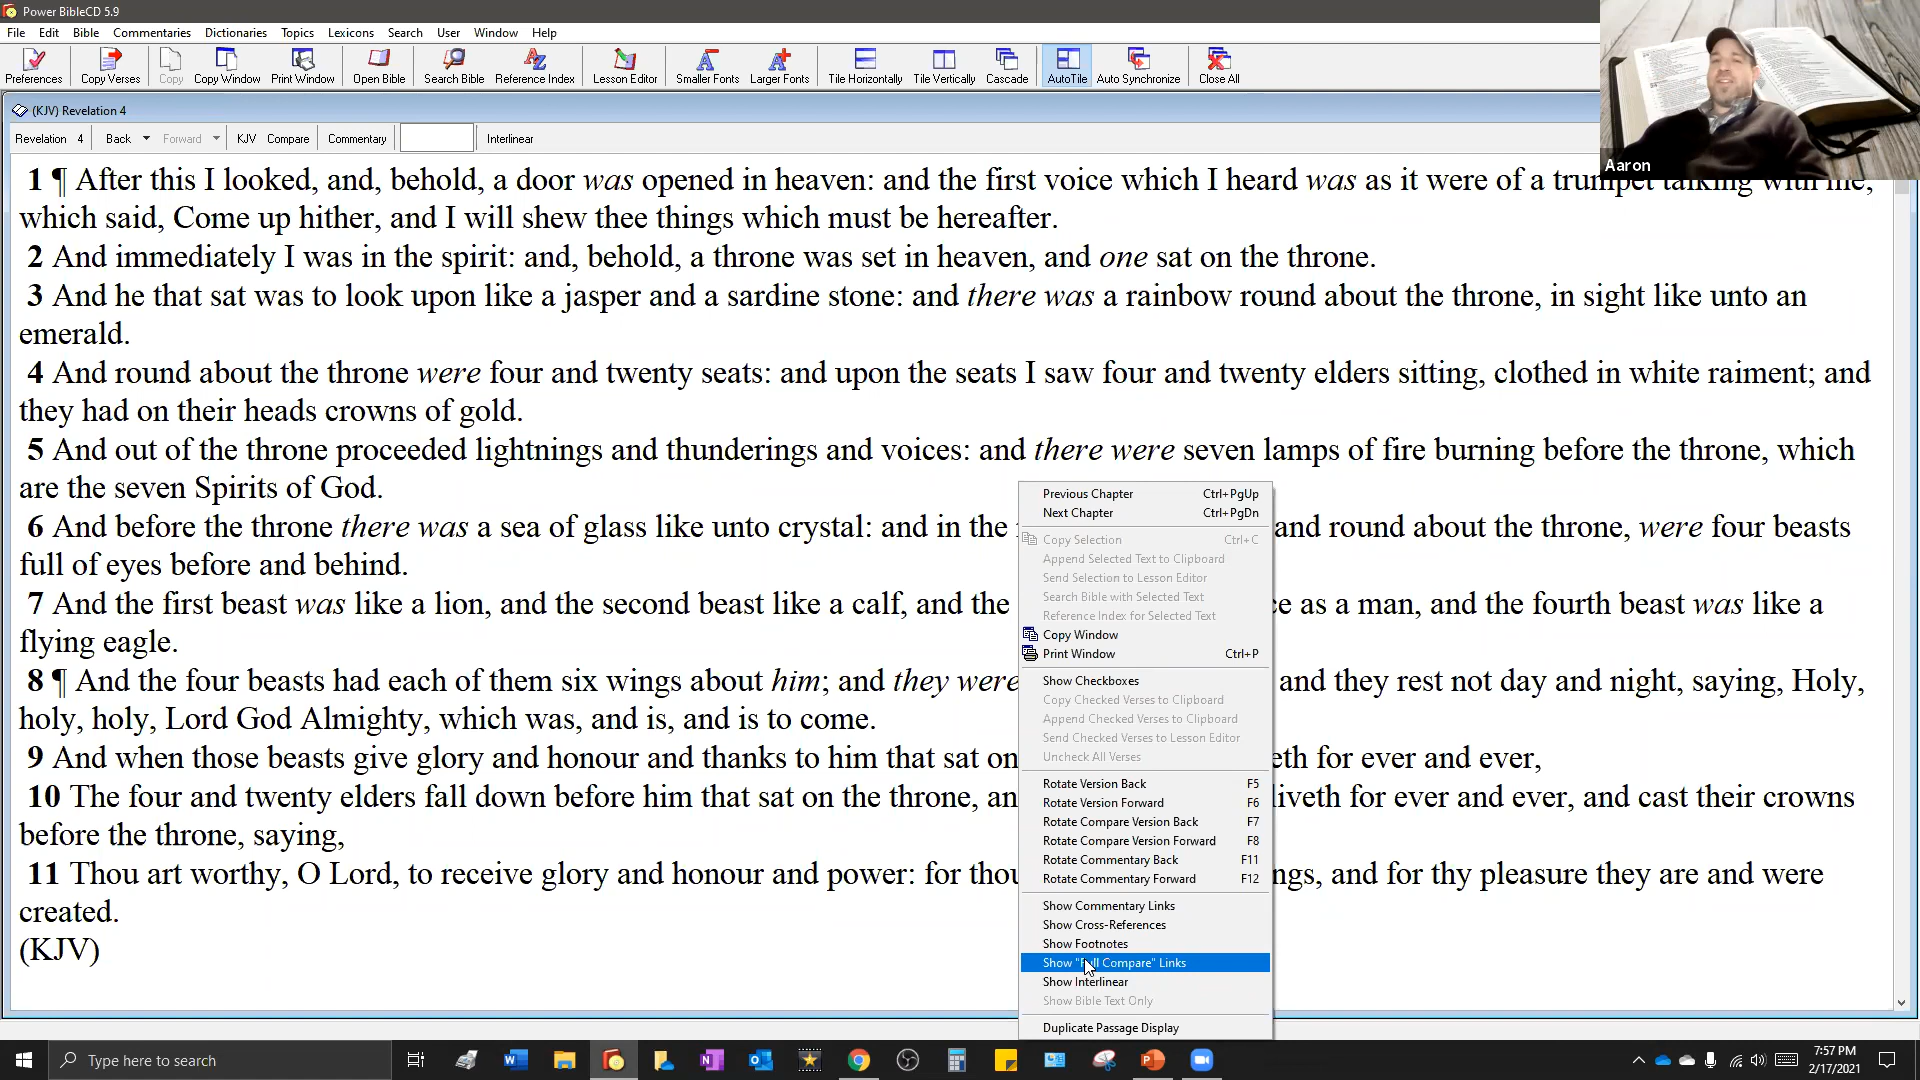 Power BibleCD 5.9
File Edit Bible Commentaries Dictionaries Topics Lexicons Search User Window Help
Preferences Copy Verses Copy Copy Window Print Window Open Bible Search Bible Reference Index Lesson Editor Smaller Fonts Larger Fonts Tile Horizontally Tile Vertically Cascade AutoTile Auto Synchronize Close All
(KJV) Revelation 4
Revelation 4 Back Forward KJV Compare Commentary Interlinear
Aaron
1 ¶ After this I looked, and, behold, a door was opened in heaven: and the first voice which I heard was as it were of a trumpet talking with me,
which said, Come up hither, and I will shew thee things which must be hereafter.
2 And immediately I was in the spirit: and, behold, a throne was set in heaven, and one sat on the throne.
3 And he that sat was to look upon like a jasper and a sardine stone: and there was a rainbow round about the throne, in sight like unto an
emerald.
4 And round about the throne were four and twenty seats: and upon the seats I saw four and twenty elders sitting, clothed in white raiment; and
they had on their heads crowns of gold.
5 And out of the throne proceeded lightnings and thunderings and voices: and there were seven lamps of fire burning before the throne, which
are the seven Spirits of God.
6 And before the throne there was a sea of glass like unto crystal: and in the and round about the throne, were four beasts
full of eyes before and behind.
7 And the first beast was like a lion, and the second beast like a calf, and the ce as a man, and the fourth beast was like a
flying eagle.
8 ¶ And the four beasts had each of them six wings about him; and they were and they rest not day and night, saying, Holy,
holy, holy, Lord God Almighty, which was, and is, and is to come.
9 And when those beasts give glory and honour and thanks to him that sat on eth for ever and ever,
10 The four and twenty elders fall down before him that sat on the throne, an liveth for ever and ever, and cast their crowns
before the throne, saying,
11 Thou art worthy, O Lord, to receive glory and honour and power: for thou ngs, and for thy pleasure they are and were
created.
(KJV)
Previous Chapter Ctrl+PgUp
Next Chapter Ctrl+PgDn
Copy Selection Ctrl+C
Append Selected Text to Clipboard
Send Selection to Lesson Editor
Search Bible with Selected Text
Reference Index for Selected Text
Copy Window
Print Window Ctrl+P
Show Checkboxes
Copy Checked Verses to Clipboard
Append Checked Verses to Clipboard
Send Checked Verses to Lesson Editor
Uncheck All Verses
Rotate Version Back F5
Rotate Version Forward F6
Rotate Compare Version Back F7
Rotate Compare Version Forward F8
Rotate Commentary Back F11
Rotate Commentary Forward F12
Show Commentary Links
Show Cross-References
Show Footnotes
Show "Full Compare" Links
Show Interlinear
Show Bible Text Only
Duplicate Passage Display
Type here to search
7:57 PM
2/17/2021